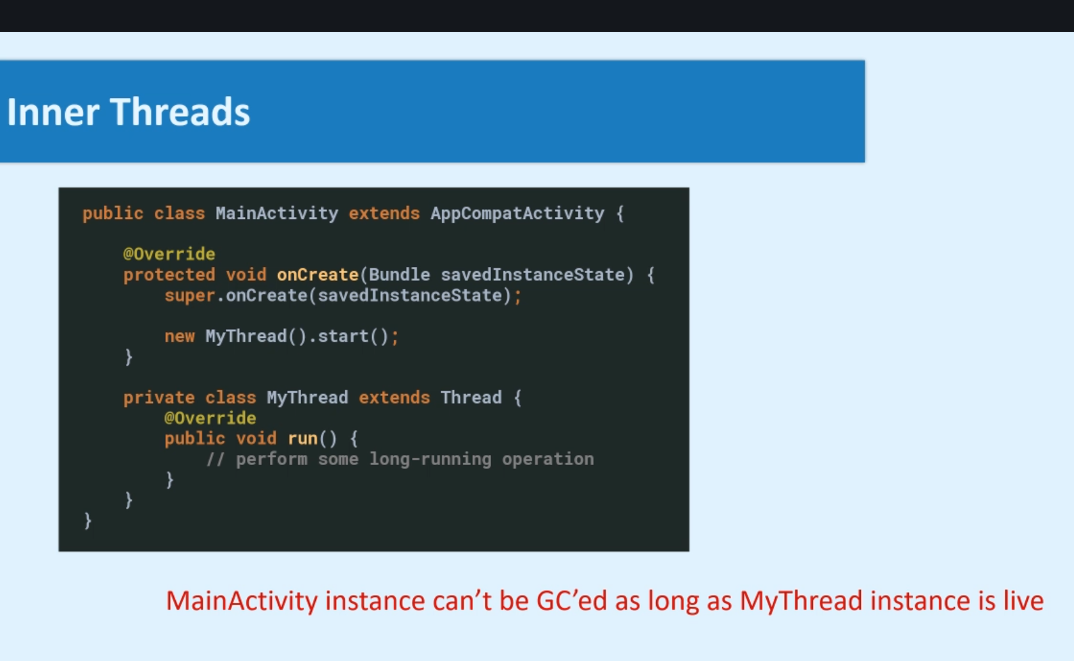 Inner Threads
public class MainActivity extends AppCompatActivity {
@Override
protected void onCreate(Bundle savedInstanceState) {
super.onCreate(savedInstanceState);
new MyThread().start();
}
private class MyThread extends Thread {
@Override
public void run() {
// perform some long-running operation
}
}
}
MainActivity instance can't be GC'ed as long as MyThread instance is live